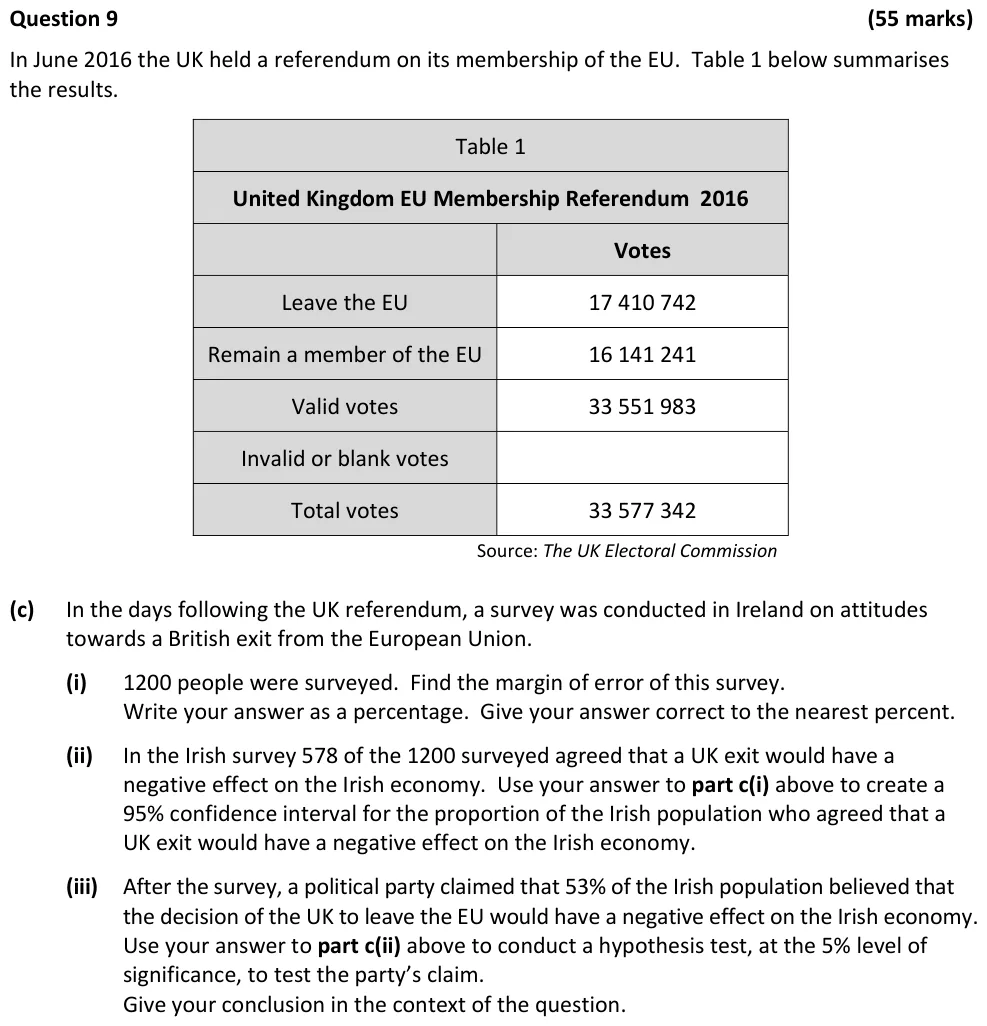 Question 9 (55 marks)
In June 2016 the UK held a referendum on its membership of the EU. Table 1 below summarises
the results.
Table 1
United Kingdom EU Membership Referendum 2016
Votes
Leave the EU 17 410 742
Remain a member of the EU 16 141 241
Valid votes 33 551 983
Invalid or blank votes
Total votes 33 577 342
Source: The UK Electoral Commission
(c) In the days following the UK referendum, a survey was conducted in Ireland on attitudes
towards a British exit from the European Union.
(i) 1200 people were surveyed. Find the margin of error of this survey.
Write your answer as a percentage. Give your answer correct to the nearest percent.
(ii) In the Irish survey 578 of the 1200 surveyed agreed that a UK exit would have a
negative effect on the Irish economy. Use your answer to part c(i) above to create a
95% confidence interval for the proportion of the Irish population who agreed that a
UK exit would have a negative effect on the Irish economy.
(iii) After the survey, a political party claimed that 53% of the Irish population believed that
the decision of the UK to leave the EU would have a negative effect on the Irish economy.
Use your answer to part c(ii) above to conduct a hypothesis test, at the 5% level of
significance, to test the party’s claim.
Give your conclusion in the context of the question.